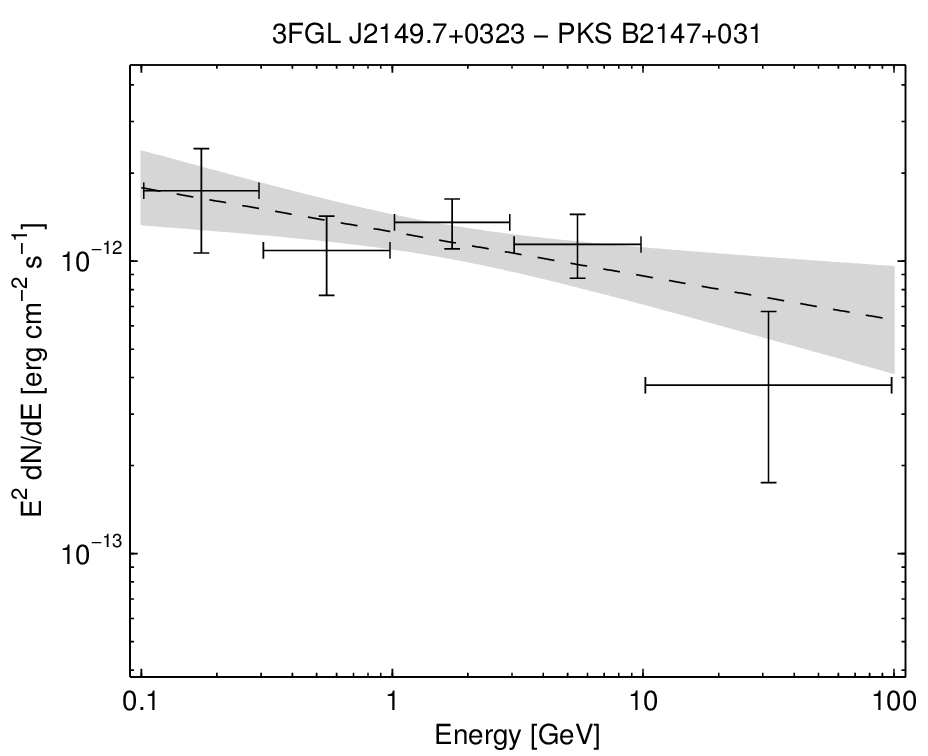 3FGL J2149.7+0323 − PKS B2147+031
E² dN/dE [erg cm⁻² s⁻¹]
10⁻¹²
10⁻¹³
0.1 1 10 100
Energy [GeV]